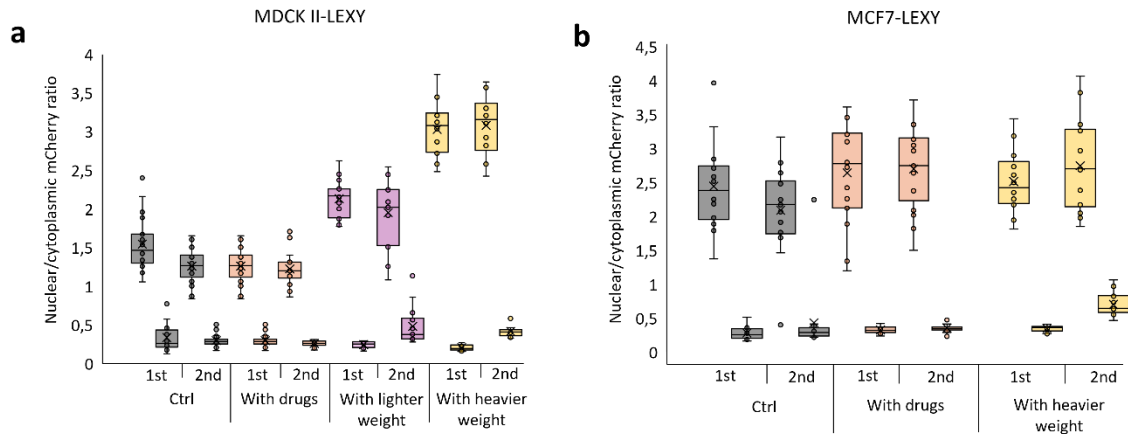 MDCK II-LEXY
a
Nuclear/cytoplasmic mCherry ratio
4
3,5
3
2,5
2
1,5
1
0,5
0
1st 2nd 1st 2nd 1st 2nd 1st 2nd
Ctrl With drugs With lighter weight With heavier weight
MCF7-LEXY
b
Nuclear/cytoplasmic mCherry ratio
4,5
4
3,5
3
2,5
2
1,5
1
0,5
0
1st 2nd 1st 2nd 1st 2nd
Ctrl With drugs With heavier weight